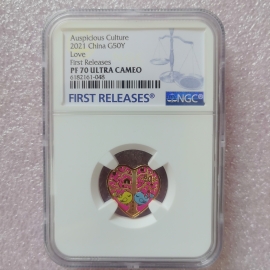 Auspicious Culture
2021 China G50Y
Love
First Releases
PF 70 ULTRA CAMEO
6182161-048
FIRST RELEASES
NGC